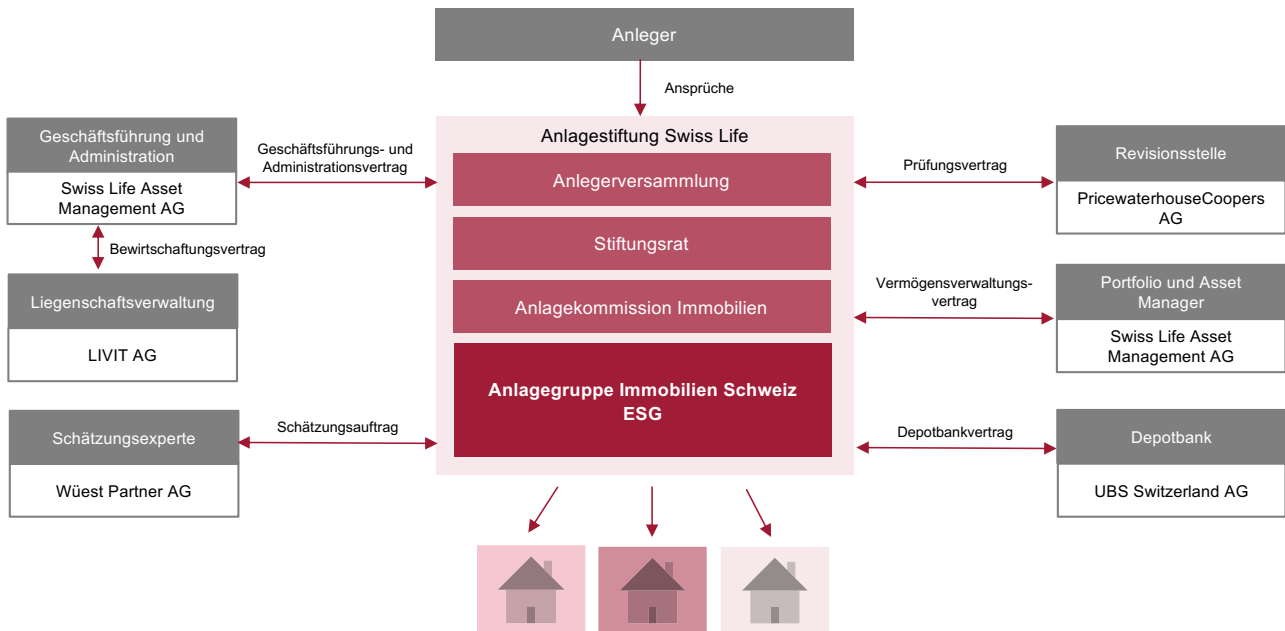 Anleger
Ansprüche
Geschäftsführung und
Administration
Swiss Life Asset
Management AG
Geschäftsführungs- und
Administrationsvertrag
Bewirtschaftungsvertrag
Liegenschaftsverwaltung
LIVIT AG
Schätzungsexperte
Wüest Partner AG
Schätzungsauftrag
Anlagestiftung Swiss Life
Anlegerversammlung
Stiftungsrat
Anlagekommission Immobilien
Anlagegruppe Immobilien Schweiz
ESG
Prüfungsvertrag
Revisionsstelle
PricewaterhouseCoopers
AG
Vermögensverwaltungs-
vertrag
Portfolio und Asset
Manager
Swiss Life Asset
Management AG
Depotbankvertrag
Depotbank
UBS Switzerland AG